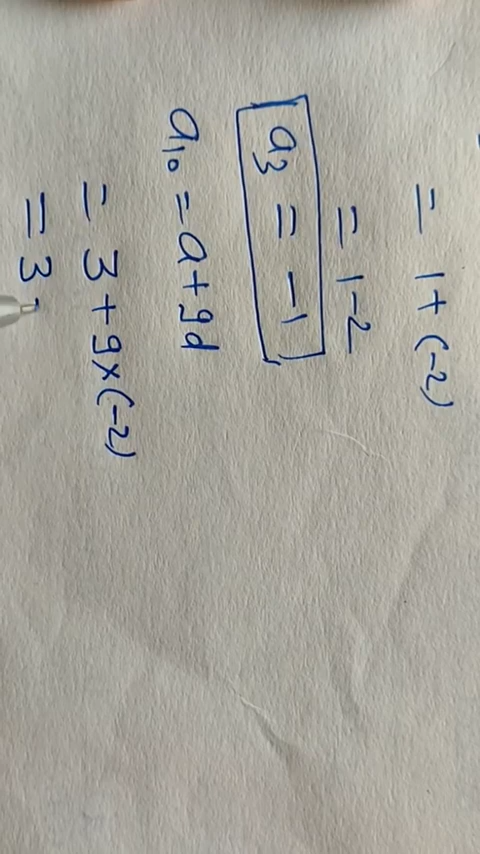 = 1 + (-2)
= 1 - 2
a₃ = -1
a₁₀ = a + 9d
= 3 + 9 × (-2)
= 3